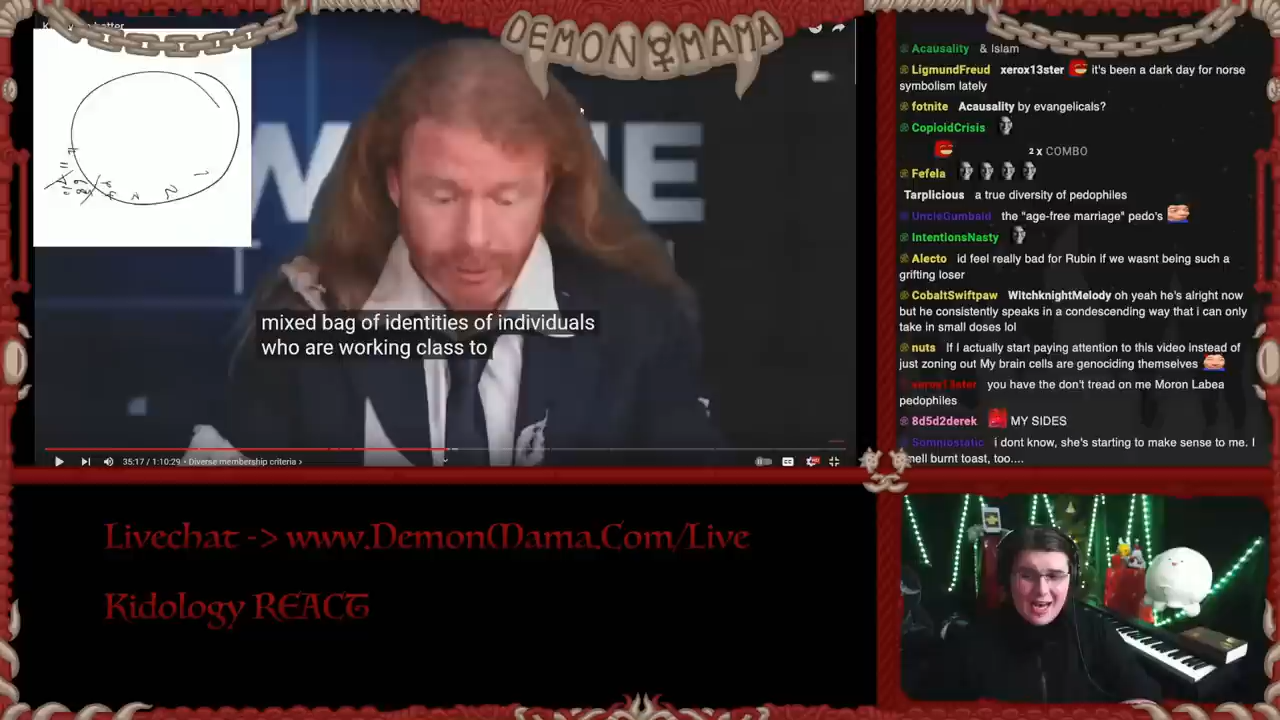 DEMON MAMA
mixed bag of identities of individuals
who are working class to
35:17 / 1:10:29 • Diverse membership criteria ›
CC
HD
Acausality & Islam
LigmundFreud xerox13ster it's been a dark day for norse
symbolism lately
fotnite Acausality by evangelicals?
CopioidCrisis
2 x COMBO
Fefela
Tarplicious a true diversity of pedophiles
UncleGumbald the "age-free marriage" pedo's
IntentionsNasty
Alecto id feel really bad for Rubin if we wasnt being such a
grifting loser
CobaltSwiftpaw WitchknightMelody oh yeah he's alright now
but he consistently speaks in a condescending way that i can only
take in small doses lol
nuts If I actually start paying attention to this video instead of
just zoning out My brain cells are genociding themselves
xerox13ster you have the don't tread on me Moron Labea
pedophiles
8d5d2derek MY SIDES
Somniostatic i dont know, she's starting to make sense to me. I
mell burnt toast, too....
Livechat -> www.DemonMama.Com/Live
Kidology REACT